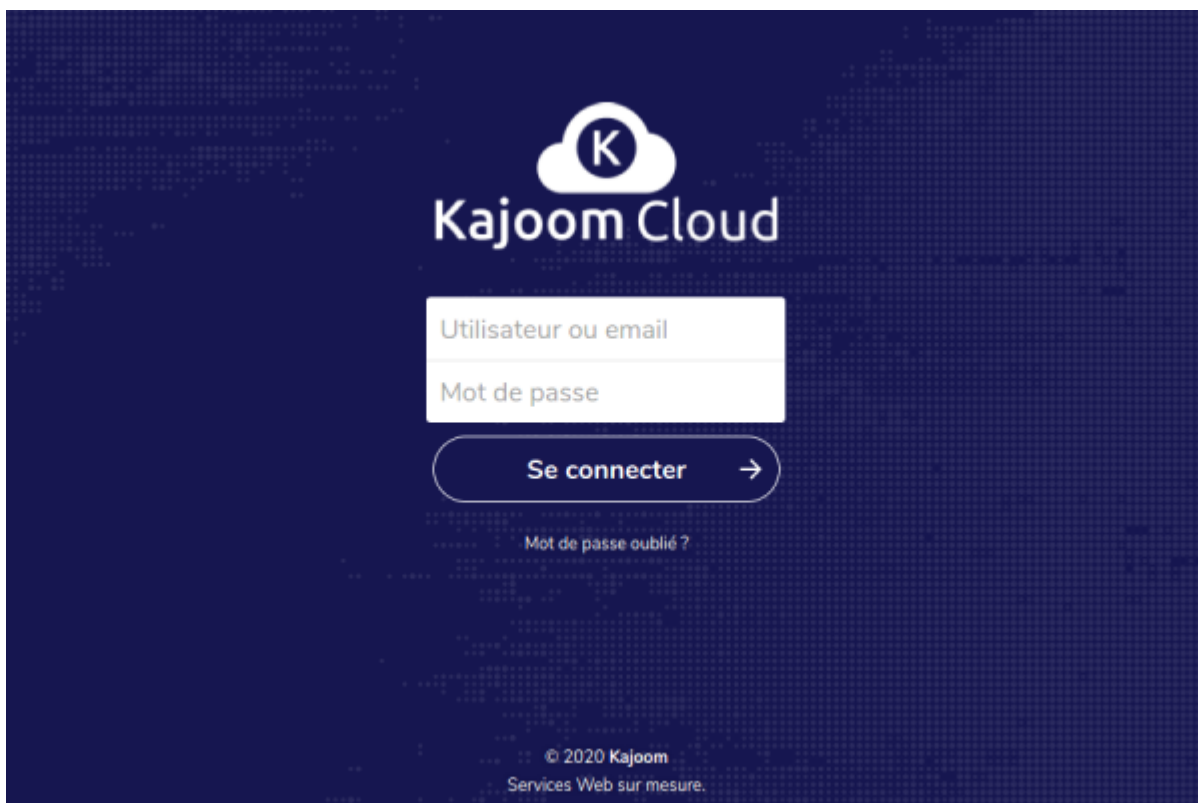 K
Kajoom Cloud
Utilisateur ou email
Mot de passe
Se connecter →
Mot de passe oublié ?
© 2020 Kajoom
Services Web sur mesure.